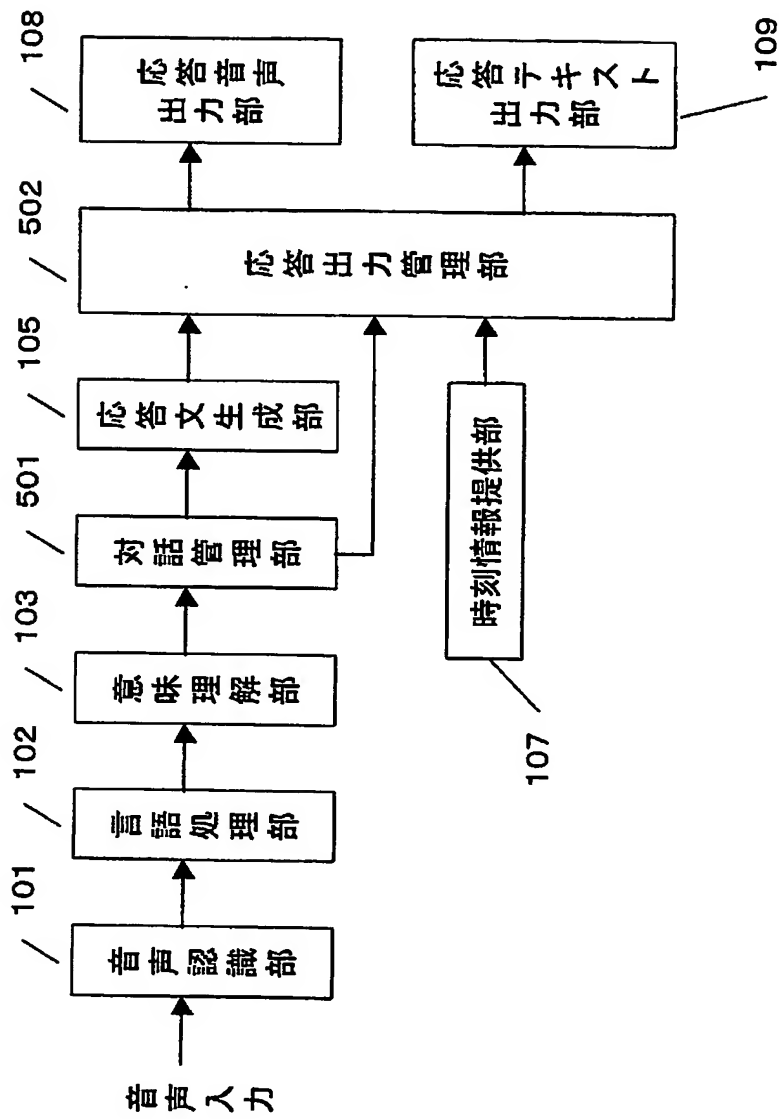 音声入力
101
音声認識部
102
言語処理部
103
意味理解部
501
対話管理部
105
応答文生成部
107
時刻情報提供部
502
応答出力管理部
108
応答音声
出力部
応答テキスト
出力部
109